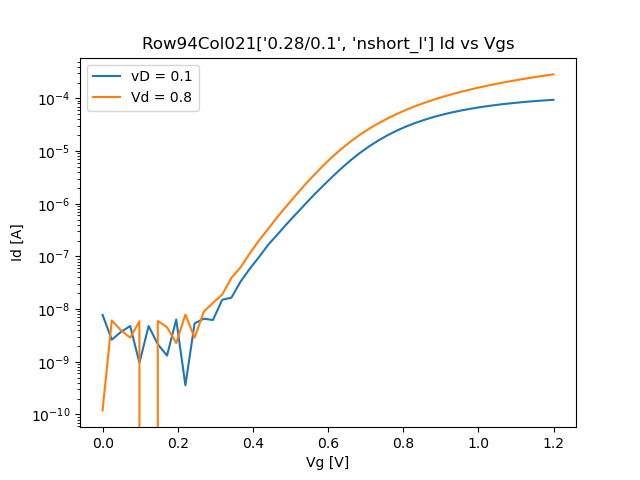 Row94Col021['0.28/0.1', 'nshort_l'] Id vs Vgs
vD = 0.1
Vd = 0.8
Id [A]
10⁻⁴
10⁻⁵
10⁻⁶
10⁻⁷
10⁻⁸
10⁻⁹
10⁻¹⁰
0.0 0.2 0.4 0.6 0.8 1.0 1.2
Vg [V]